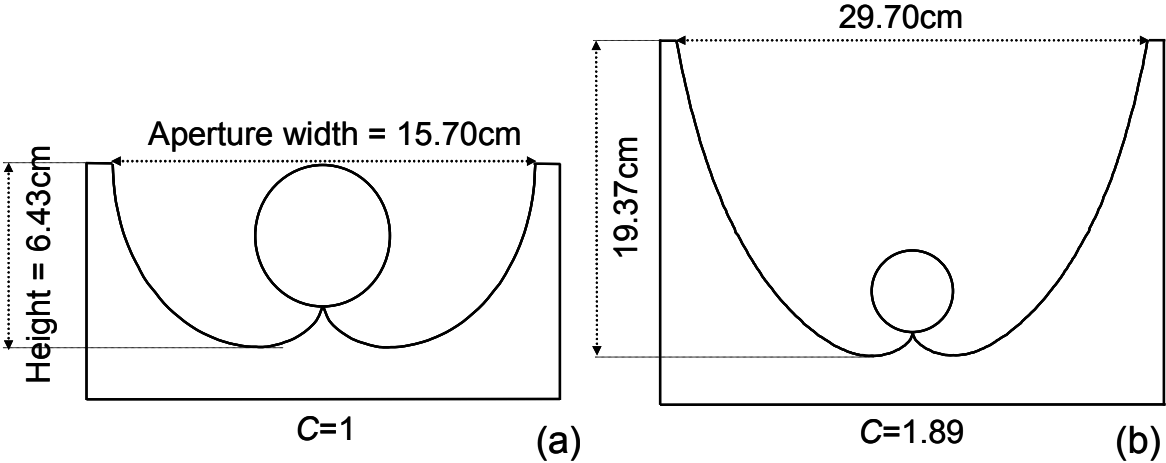 Aperture width = 15.70cm
Height = 6.43cm
C=1
(a)
29.70cm
19.37cm
C=1.89
(b)